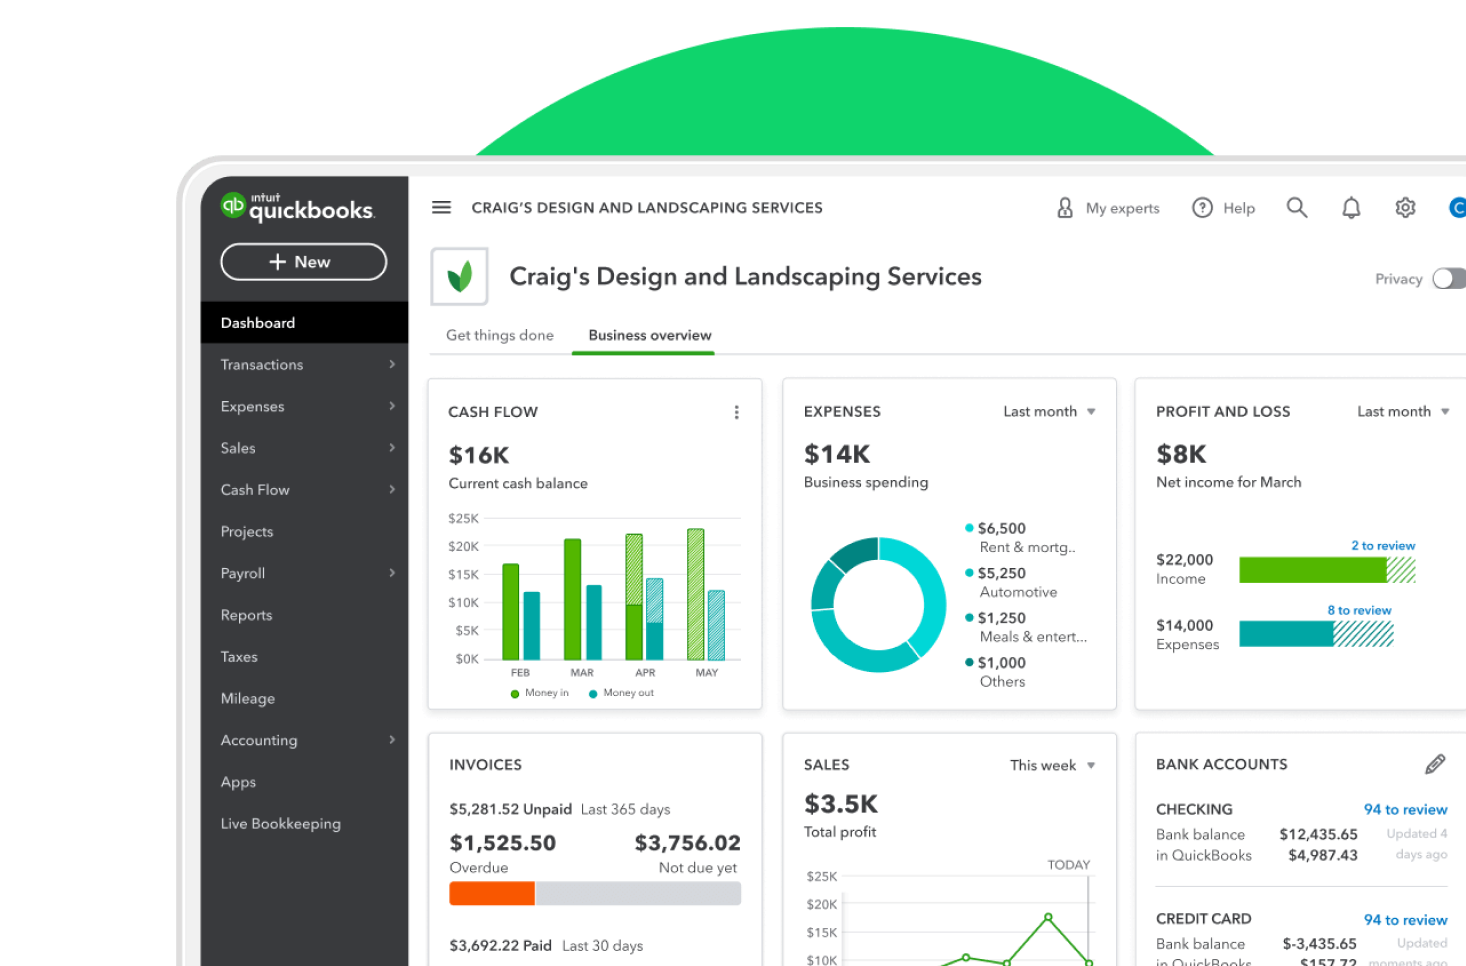 intuit
qb quickbooks.
CRAIG'S DESIGN AND LANDSCAPING SERVICES
My experts
Help
C
+ New
Craig's Design and Landscaping Services
Privacy
Get things done
Business overview
Dashboard
Transactions
Expenses
Sales
Cash Flow
Projects
Payroll
Reports
Taxes
Mileage
Accounting
Apps
Live Bookkeeping
CASH FLOW
$16K
Current cash balance
$25K
$20K
$15K
$10K
$5K
$0K
FEB MAR APR MAY
Money in Money out
EXPENSES Last month
$14K
Business spending
$6,500
Rent & mortg..
$5,250
Automotive
$1,250
Meals & entert...
$1,000
Others
PROFIT AND LOSS Last month
$8K
Net income for March
2 to review
$22,000
Income
8 to review
$14,000
Expenses
INVOICES
$5,281.52 Unpaid Last 365 days
$1,525.50 $3,756.02
Overdue Not due yet
$3,692.22 Paid Last 30 days
SALES This week
$3.5K
Total profit
TODAY
$25K
$20K
$15K
$10K
BANK ACCOUNTS
CHECKING 94 to review
Bank balance $12,435.65 Updated 4
in QuickBooks $4,987.43 days ago
CREDIT CARD 94 to review
Bank balance $-3,435.65 Updated
in QuickBooks $157.72 moments ago